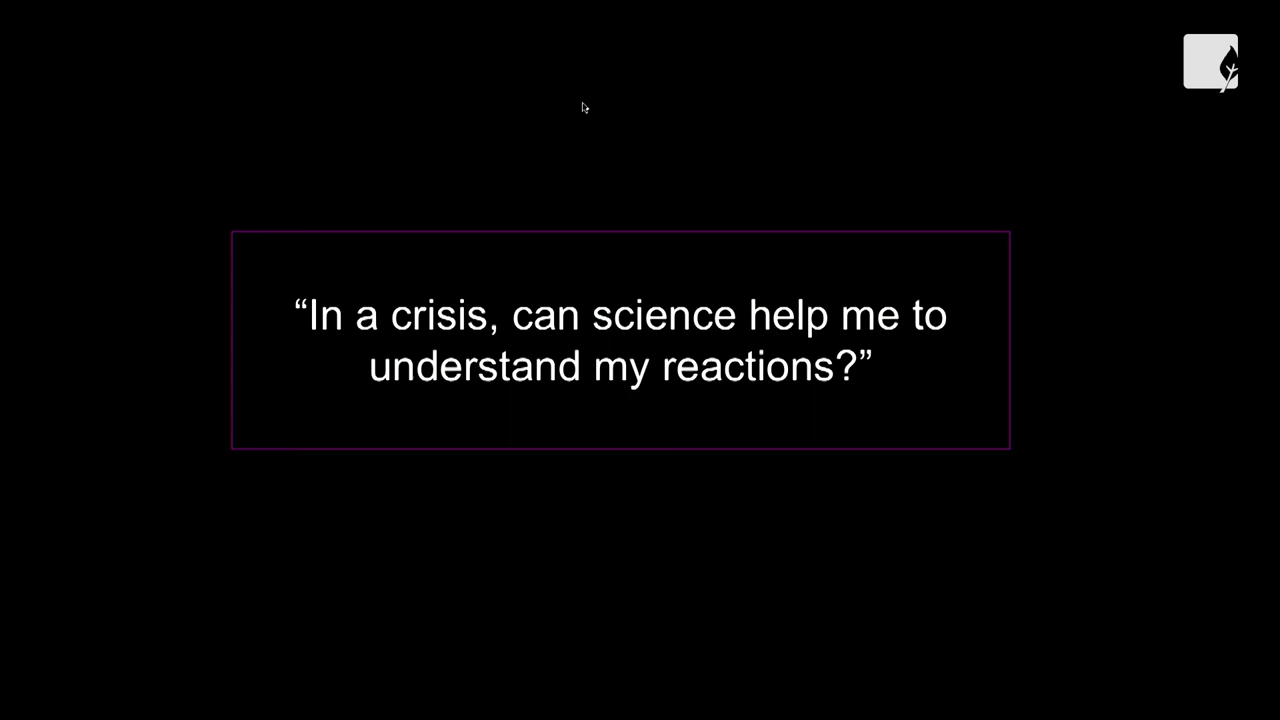 “In a crisis, can science help me to
understand my reactions?”